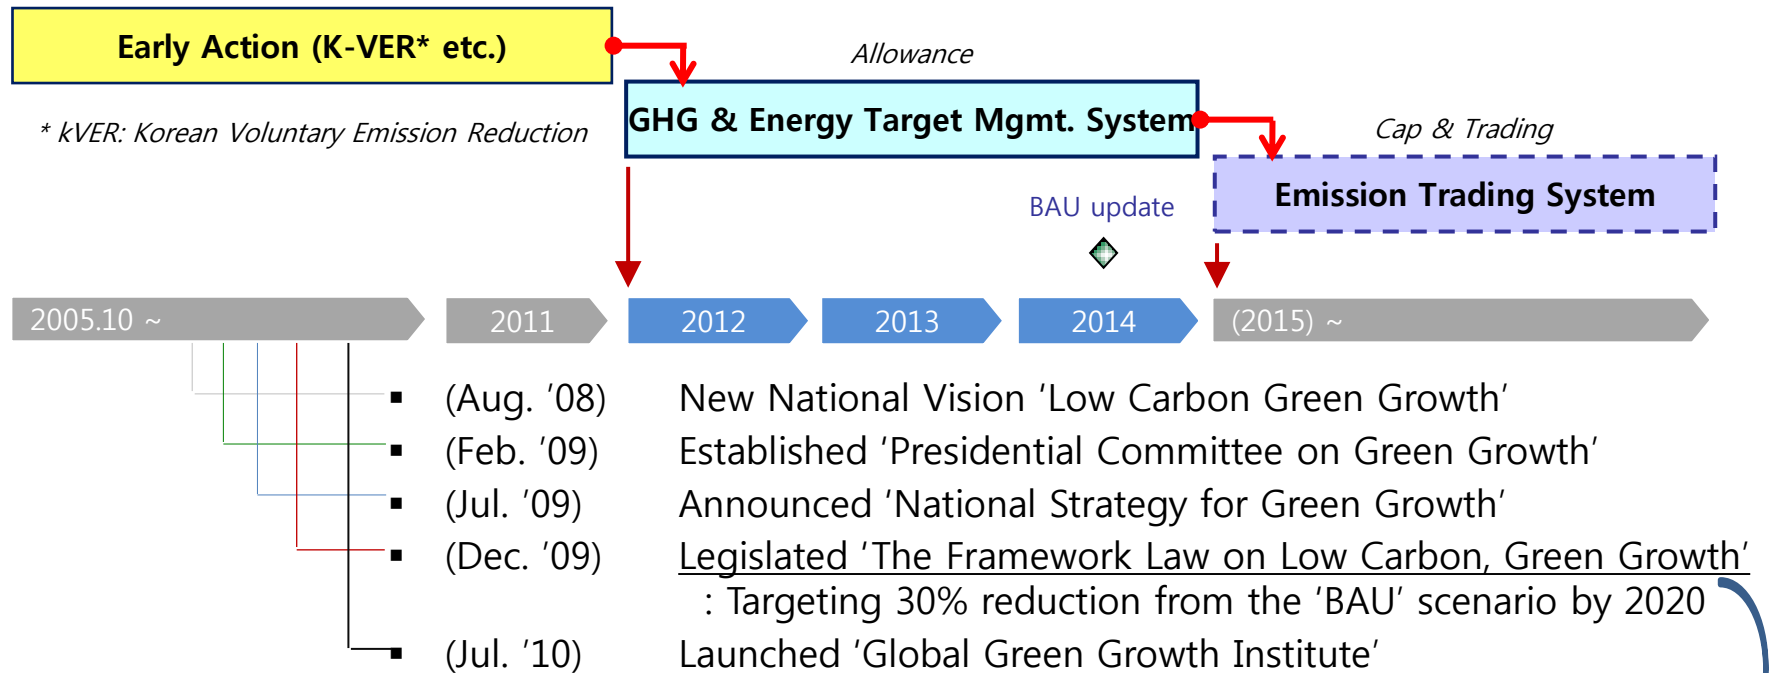 Early Action (K-VER* etc.)
Allowance
* kVER: Korean Voluntary Emission Reduction
GHG & Energy Target Mgmt. System
Cap & Trading
Emission Trading System
BAU update
2005.10 ~
2011
2012
2013
2014
(2015) ~
▪ (Aug. ’08) New National Vision ‘Low Carbon Green Growth’
▪ (Feb. ’09) Established ‘Presidential Committee on Green Growth’
▪ (Jul. ’09) Announced ‘National Strategy for Green Growth’
▪ (Dec. ’09) Legislated ‘The Framework Law on Low Carbon, Green Growth’
: Targeting 30% reduction from the ‘BAU’ scenario by 2020
▪ (Jul. ’10) Launched ‘Global Green Growth Institute’